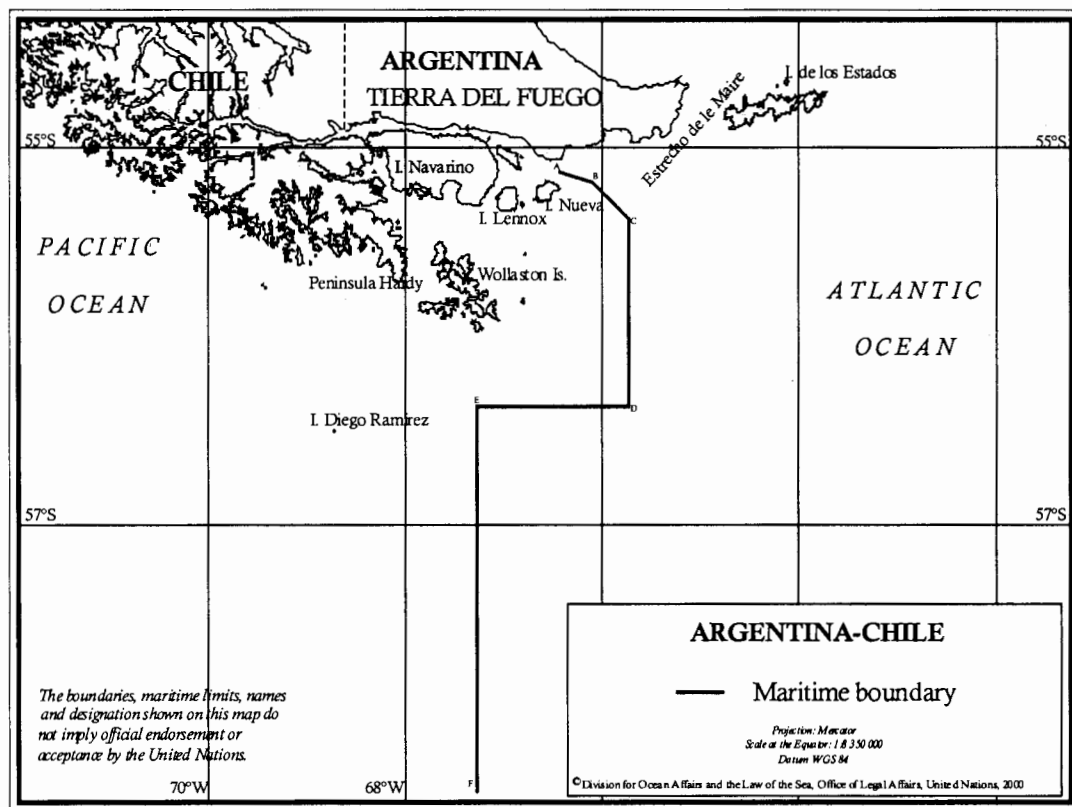 ARGENTINA
CHILE
TIERRA DEL FUEGO
I. de los Estados
Estrecho de le Maire
55°S
55°S
I. Navarino
A
B
I. Nueva
I. Lennox
C
PACIFIC
OCEAN
Peninsula Hardy
Wollaston Is.
ATLANTIC
OCEAN
E
D
I. Diego Ramirez
57°S
57°S
ARGENTINA-CHILE
Maritime boundary
The boundaries, maritime limits, names
and designation shown on this map do
not imply official endorsement or
acceptance by the United Nations.
Projection: Mercator
Scale at the Equator: 1:8 350 000
Datum WGS 84
70°W
68°W
F
©Division for Ocean Affairs and the Law of the Sea, Office of Legal Affairs, United Nations, 2000